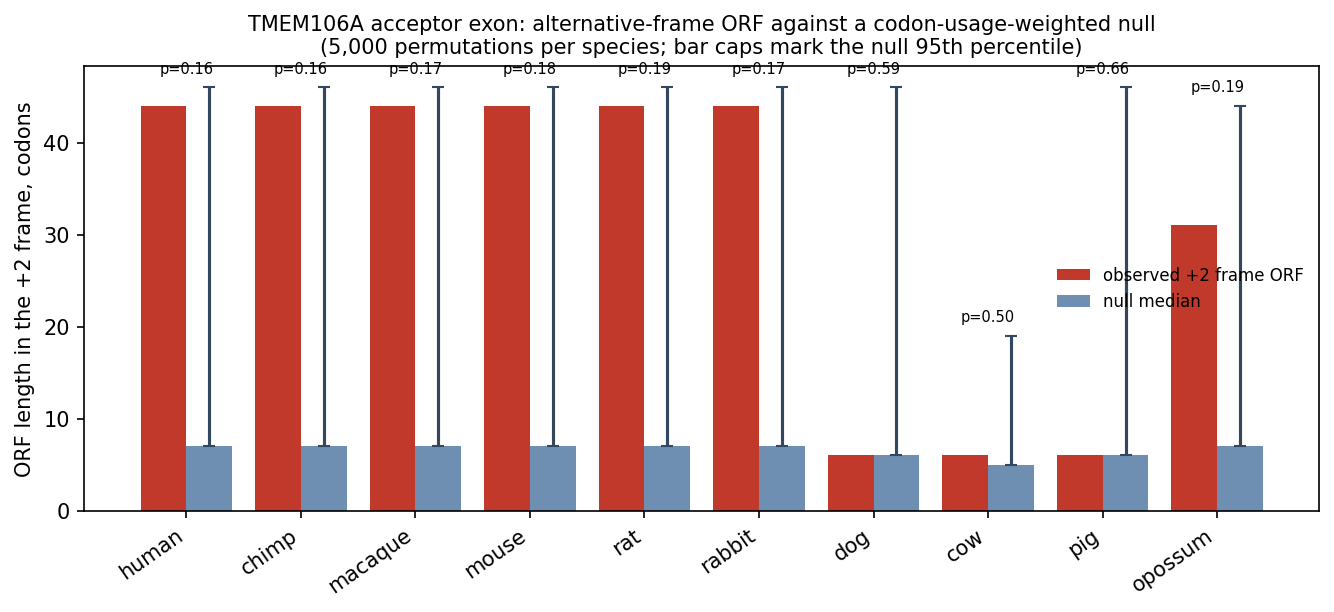 TMEM106A acceptor exon: alternative-frame ORF against a codon-usage-weighted null
(5,000 permutations per species; bar caps mark the null 95th percentile)
ORF length in the +2 frame, codons
40
30
20
10
0
p=0.16
p=0.16
p=0.17
p=0.18
p=0.19
p=0.17
p=0.59
p=0.50
p=0.66
p=0.19
observed +2 frame ORF
null median
human
chimp
macaque
mouse
rat
rabbit
dog
cow
pig
opossum